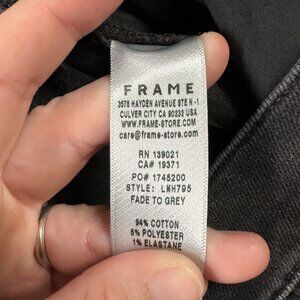 FRAME
3578 HAYDEN AVENUE STE N-1
CULVER CITY CA 90232 USA
WWW.FRAME-STORE.COM
care@frame-store.com
RN 139021
CA# 19371
PO# 1745200
STYLE: LMH795
FADE TO GREY
94% COTTON
5% POLYESTER
1% ELASTANE